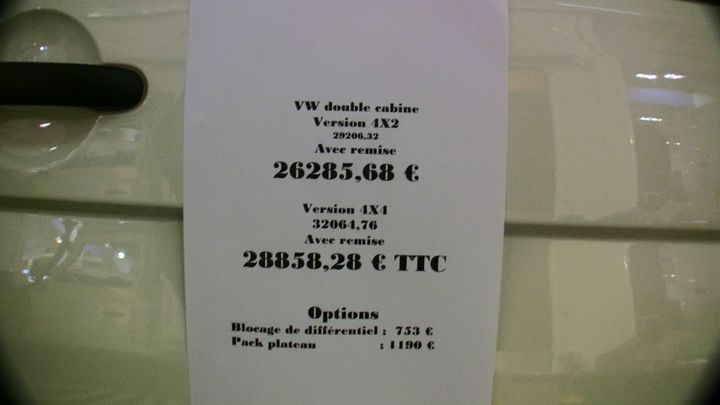 VW double cabine
Version 4X2
29206,32
Avec remise
26285,68 €
Version 4X4
32064,76
Avec remise
28858,28 € TTC
Options
Blocage de différentiel : 753 €
Pack plateau : 1190 €